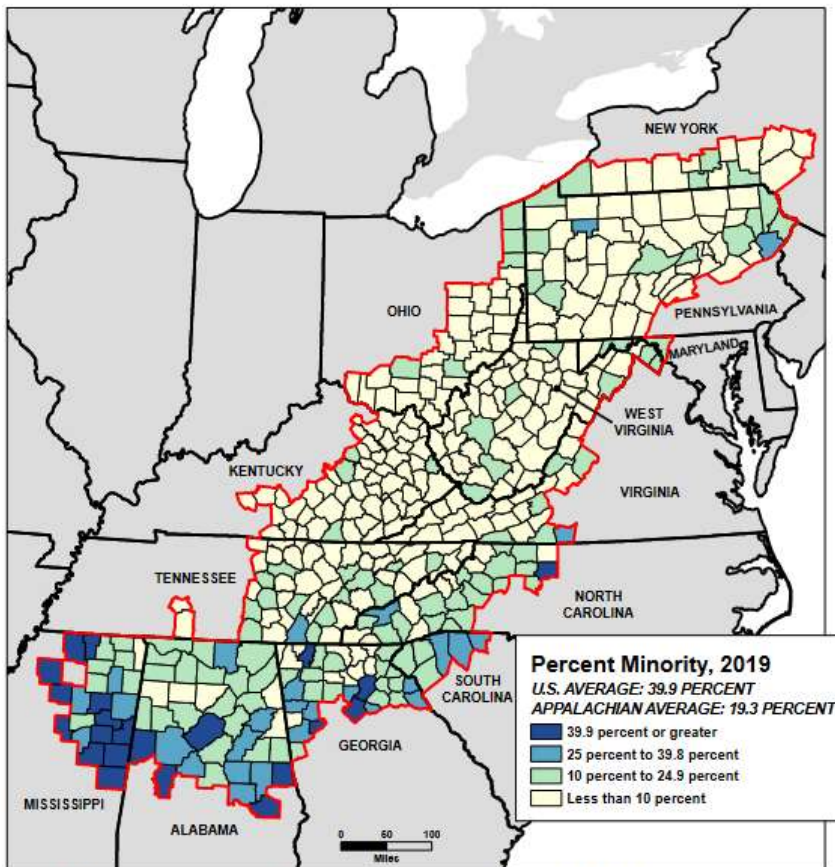 NEW YORK
PENNSYLVANIA
OHIO
MARYLAND
WEST
VIRGINIA
KENTUCKY
VIRGINIA
TENNESSEE
NORTH
CAROLINA
SOUTH
CAROLINA
GEORGIA
MISSISSIPPI
ALABAMA
Percent Minority, 2019
U.S. AVERAGE: 39.9 PERCENT
APPALACHIAN AVERAGE: 19.3 PERCENT
39.9 percent or greater
25 percent to 39.8 percent
10 percent to 24.9 percent
Less than 10 percent
0 50 100
Miles